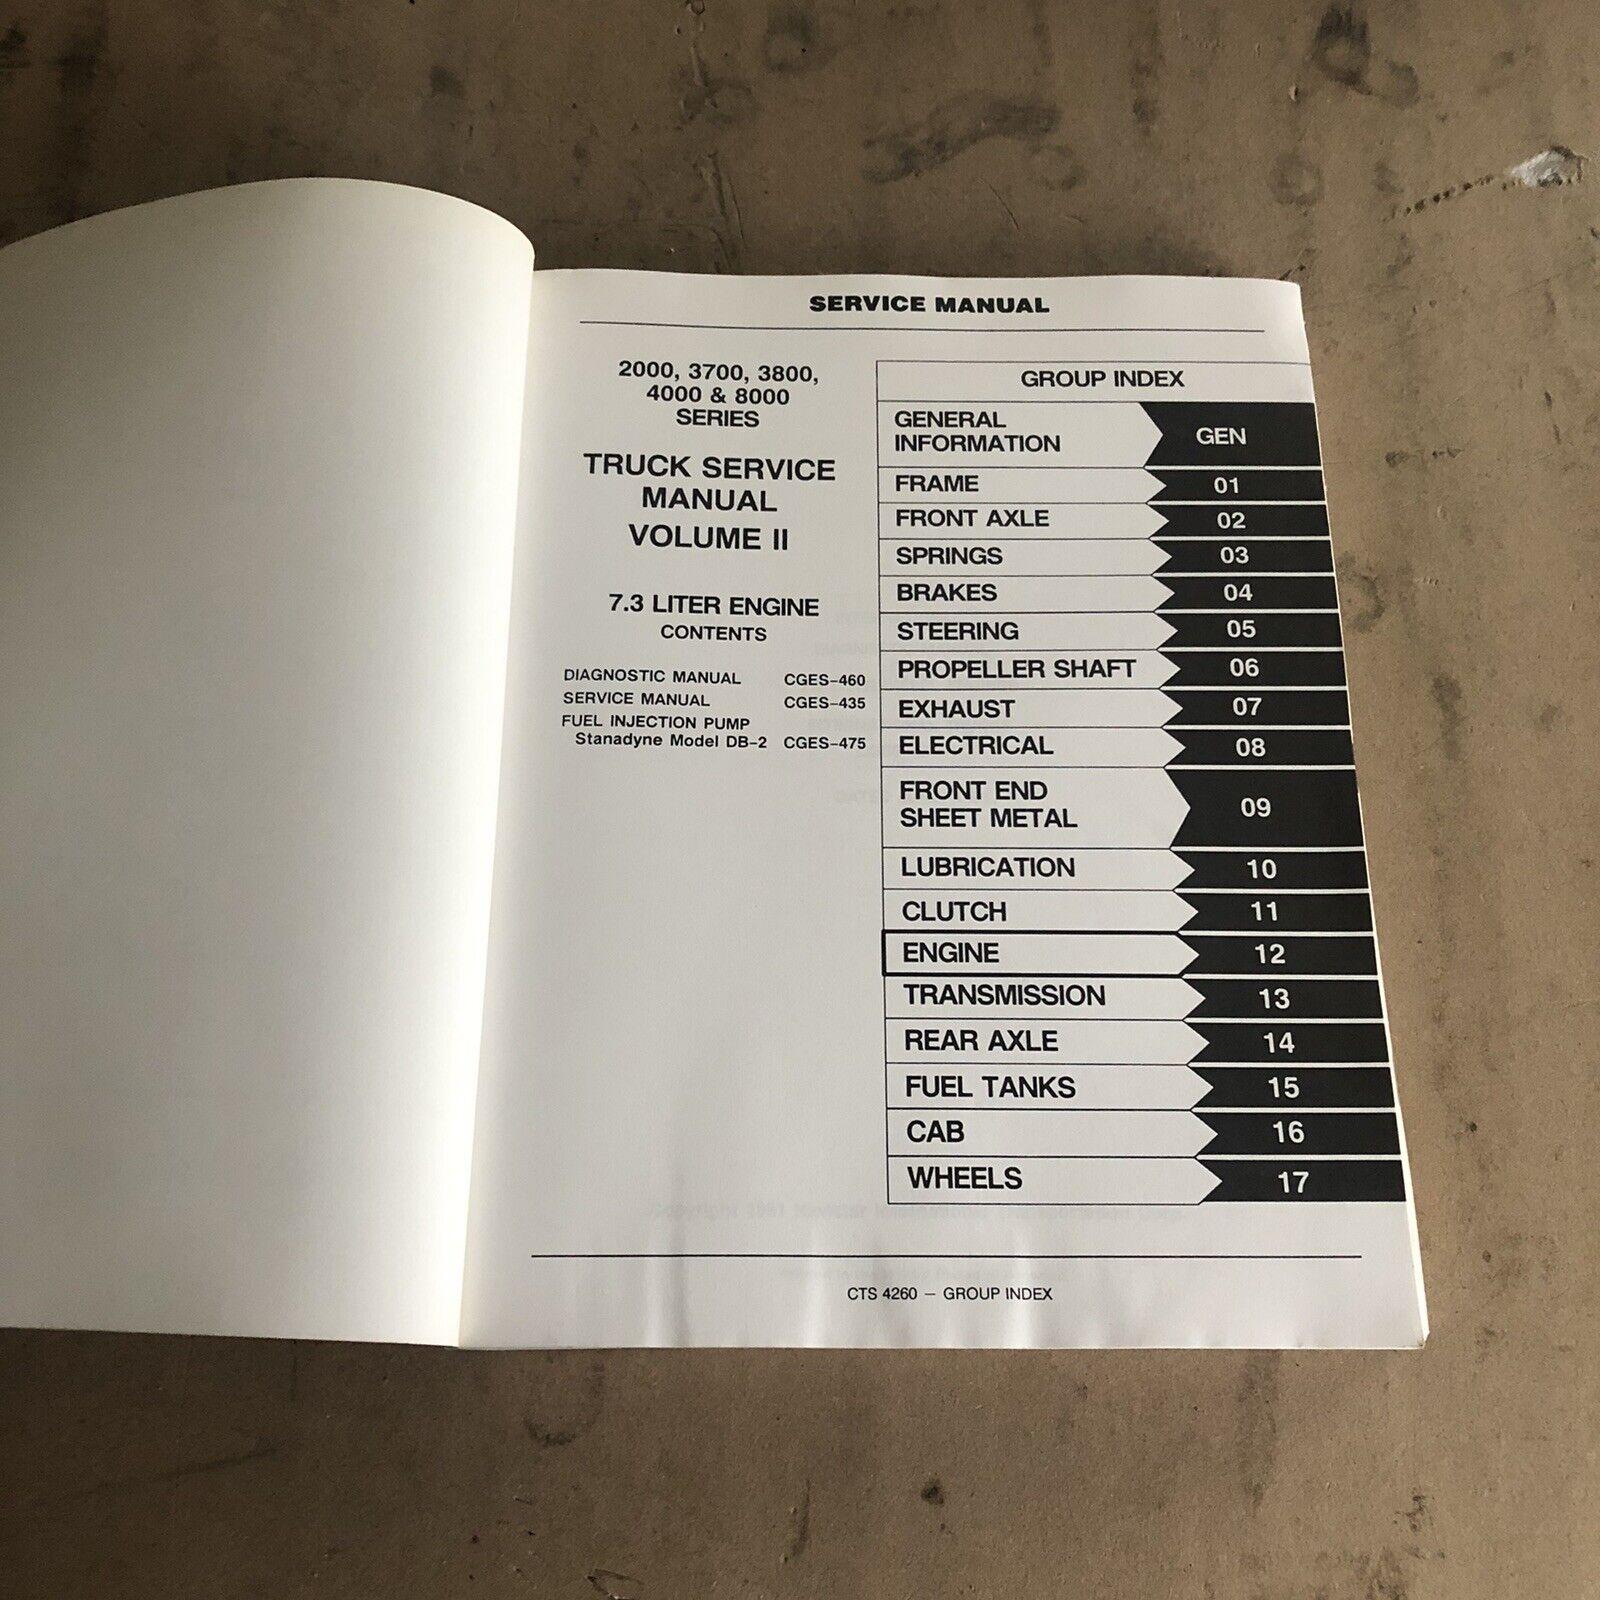 SERVICE MANUAL
2000, 3700, 3800,
4000 & 8000
SERIES
TRUCK SERVICE
MANUAL
VOLUME II
7.3 LITER ENGINE
CONTENTS
DIAGNOSTIC MANUAL CGES-460
SERVICE MANUAL CGES-435
FUEL INJECTION PUMP
Stanadyne Model DB-2 CGES-475
GROUP INDEX
GENERAL
INFORMATION GEN
FRAME 01
FRONT AXLE 02
SPRINGS 03
BRAKES 04
STEERING 05
PROPELLER SHAFT 06
EXHAUST 07
ELECTRICAL 08
FRONT END
SHEET METAL 09
LUBRICATION 10
CLUTCH 11
ENGINE 12
TRANSMISSION 13
REAR AXLE 14
FUEL TANKS 15
CAB 16
WHEELS 17
CTS 4260 – GROUP INDEX